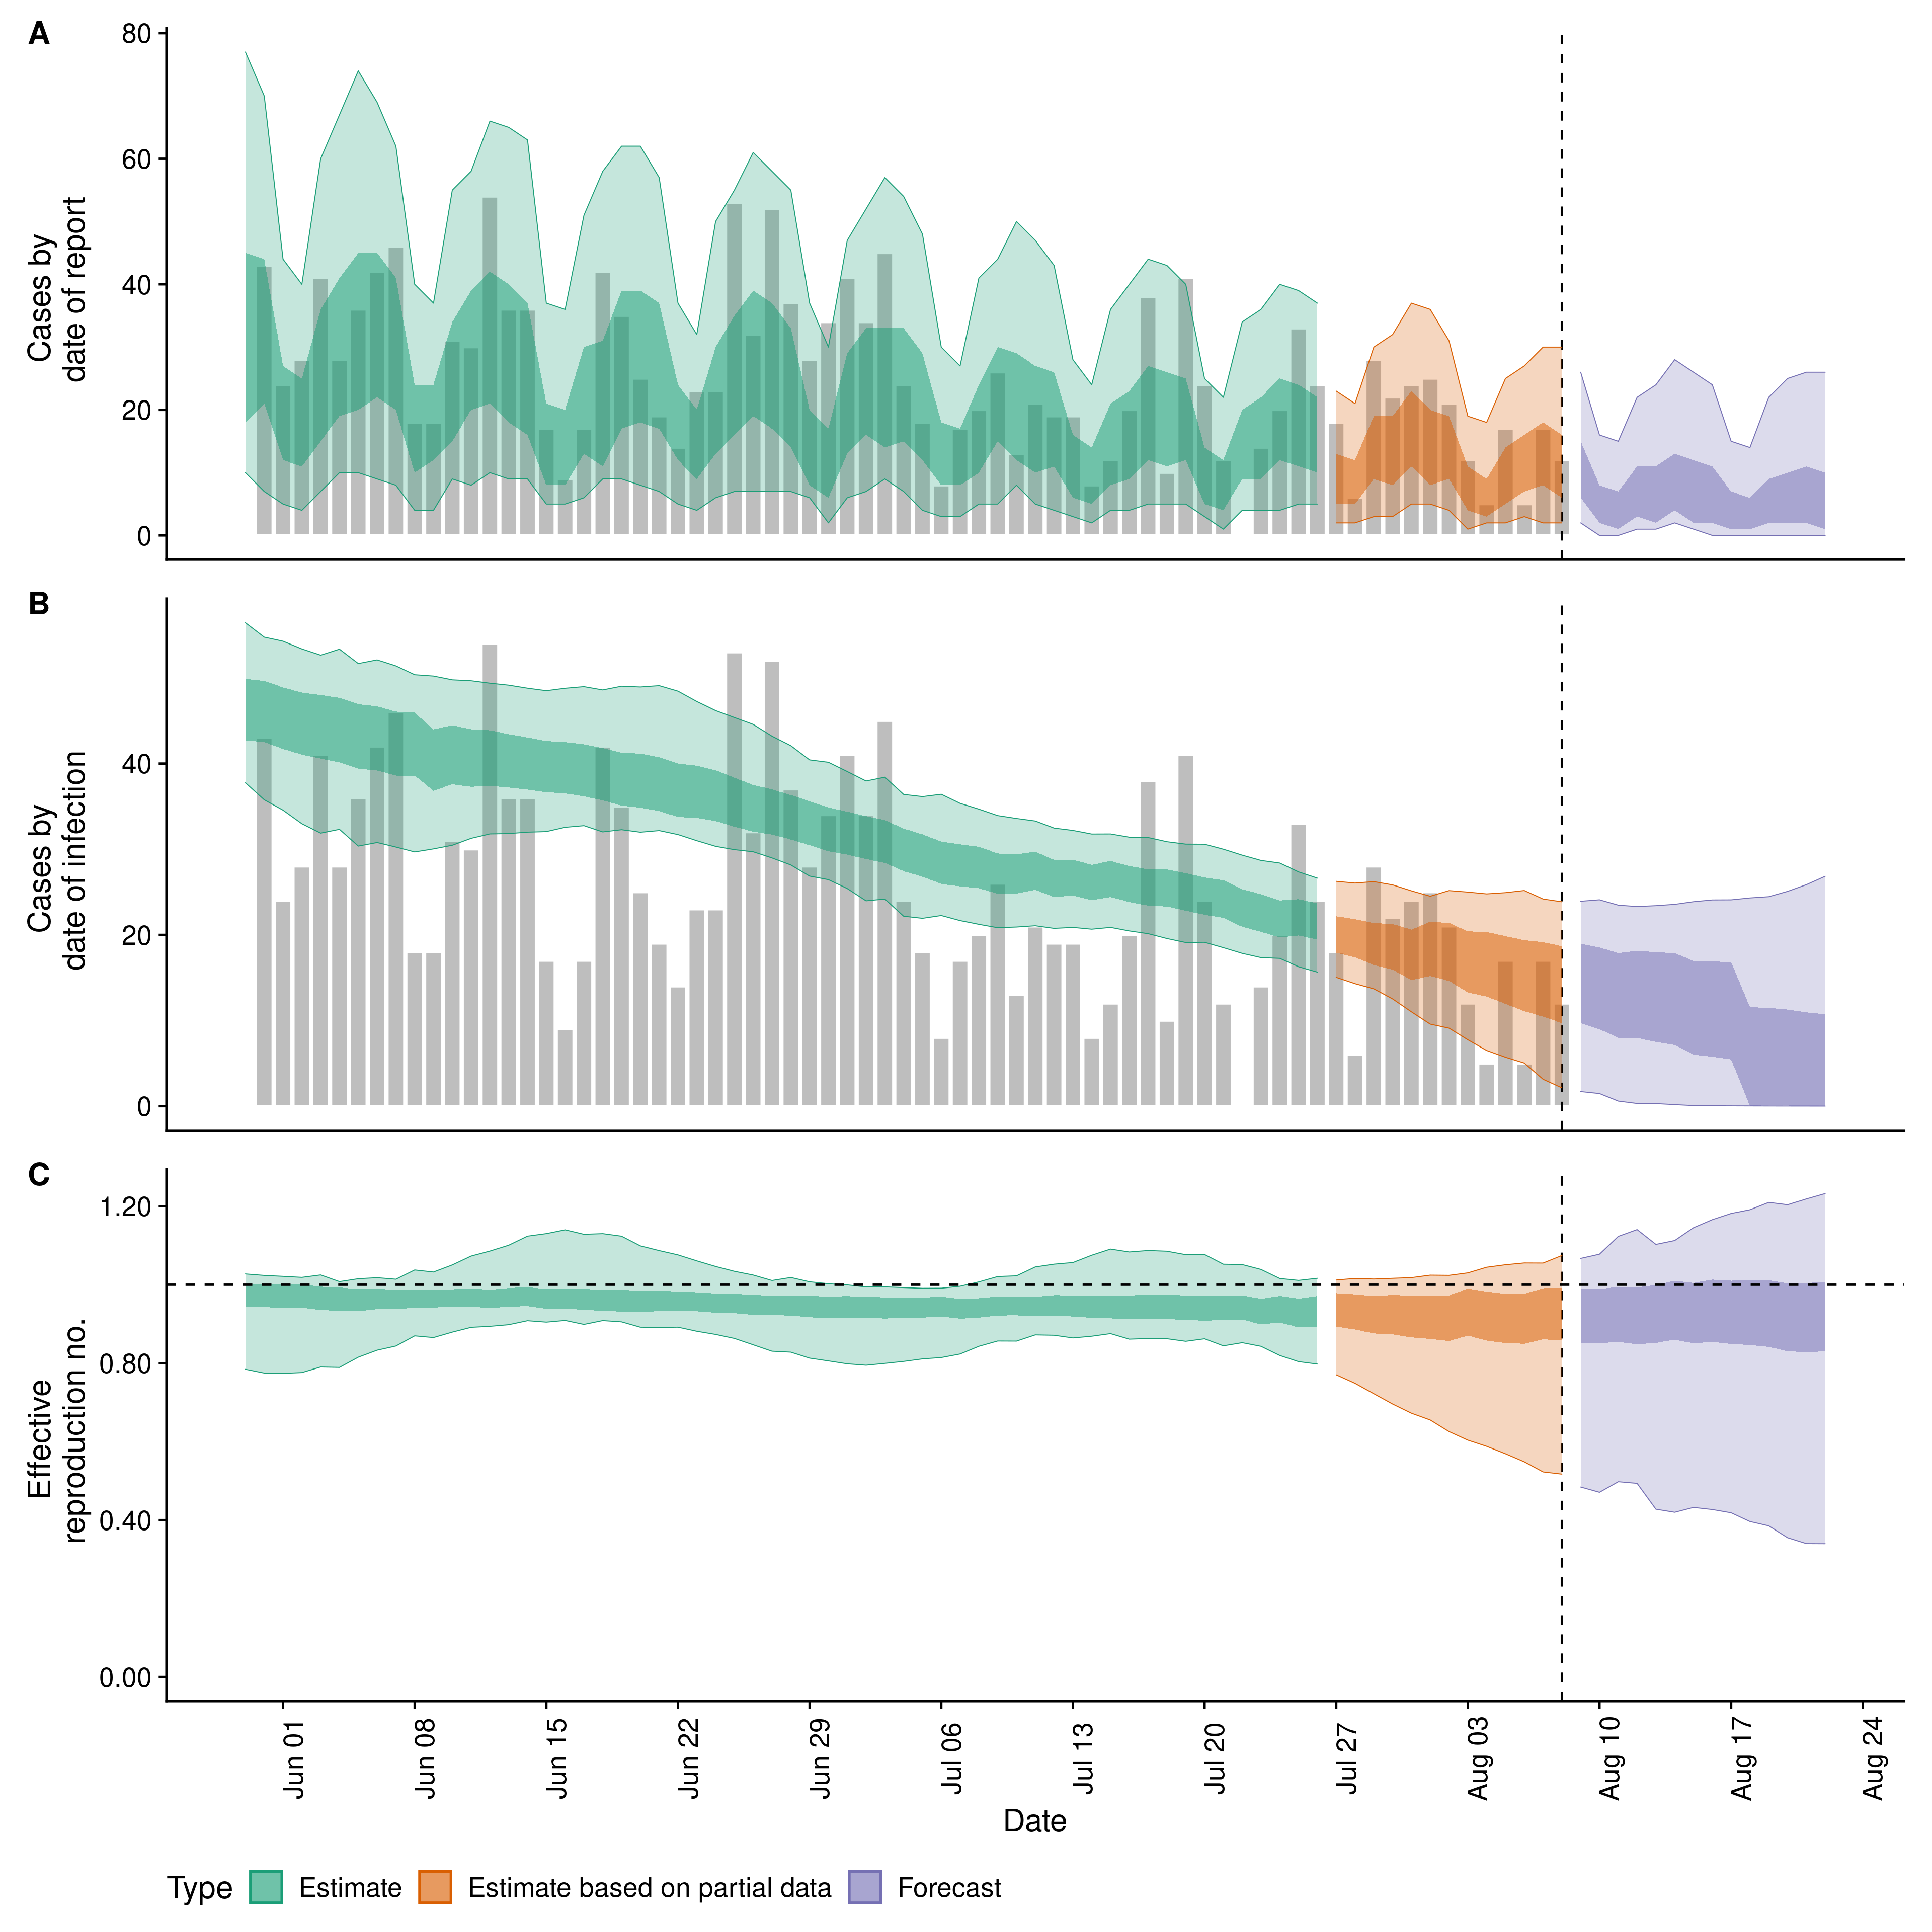 A
80
60
40
20
0
Cases by
date of report
B
40
20
0
Cases by
date of infection
C
1.20
0.80
0.40
0.00
Effective
reproduction no.
Jun 01
Jun 08
Jun 15
Jun 22
Jun 29
Jul 06
Jul 13
Jul 20
Jul 27
Aug 03
Aug 10
Aug 17
Aug 24
Date
Type Estimate Estimate based on partial data Forecast